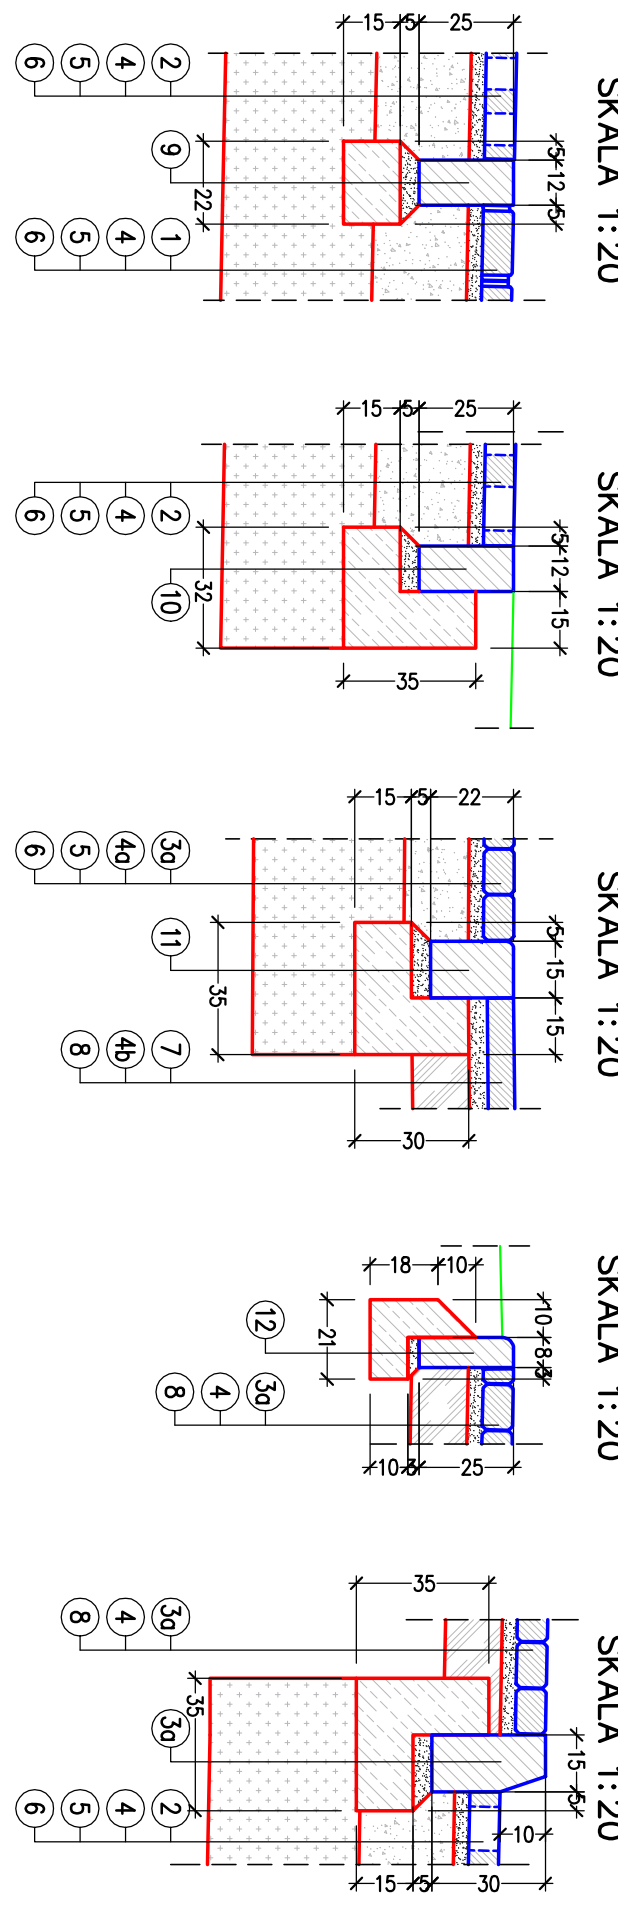 SKALA 1:20
15 5 25
5 12 5
22
2 4 5 6
9
1 4 5 6
SKALA 1:20
15 5 25
5 12 15
32
35
2 4 5 6
10
SKALA 1:20
15 5 22
5 15 15
35
30
3a 4a 5 6
11
7 4b 8
SKALA 1:20
18 10
10 8 3
21
10 3 25
12
3a 4 8
SKALA 1:20
35
15 5
35
10
15 5 30
3a 4 8
3a
2 4 5 6